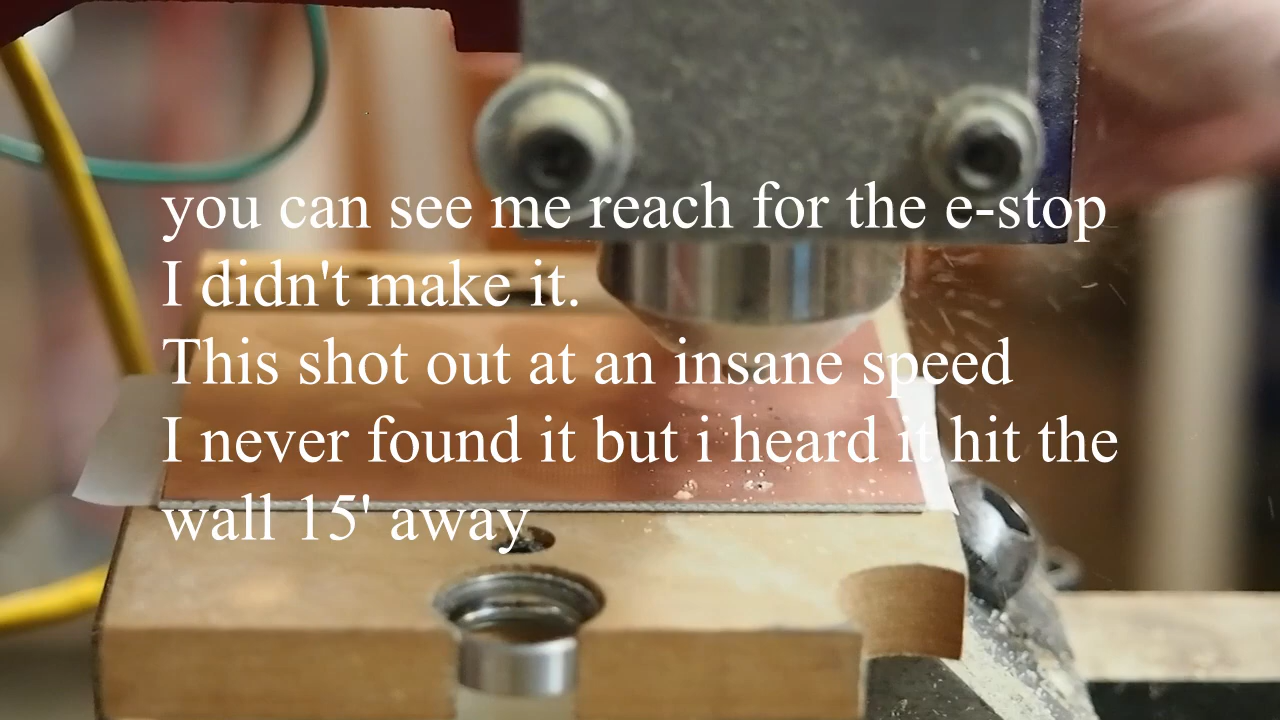 you can see me reach for the e-stop
I didn't make it.
This shot out at an insane speed
I never found it but i heard it hit the
wall 15' away